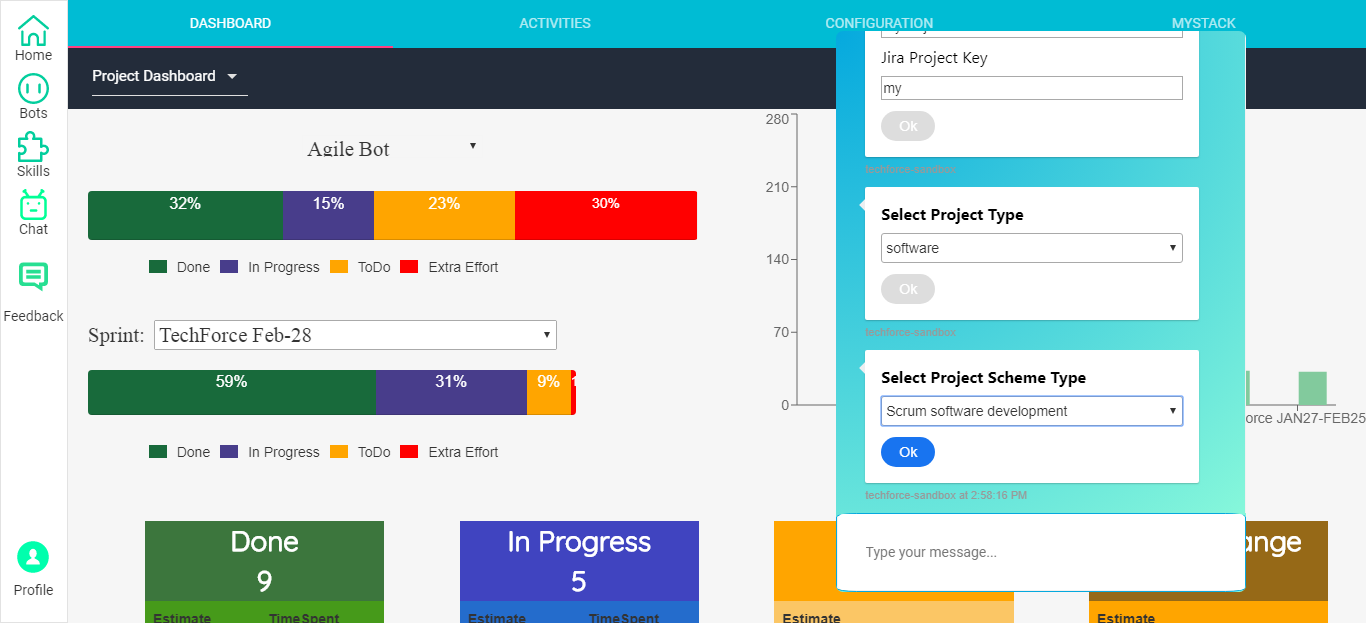 DASHBOARD ACTIVITIES CONFIGURATION MYSTACK
Home
Bots
Skills
Chat
Feedback
Profile
Project Dashboard
Agile Bot
32% 15% 23% 30%
Done In Progress ToDo Extra Effort
Sprint: TechForce Feb-28
59% 31% 9%
Done In Progress ToDo Extra Effort
Done
9
Estimate TimeSpent
In Progress
5
Estimate TimeSpent
Estimate
ange
Estimate
280
210
140
70
0
orce JAN27-FEB25
Jira Project Key
my
Ok
techforce-sandbox
Select Project Type
software
Ok
techforce-sandbox
Select Project Scheme Type
Scrum software development
Ok
techforce-sandbox at 2:58:16 PM
Type your message...